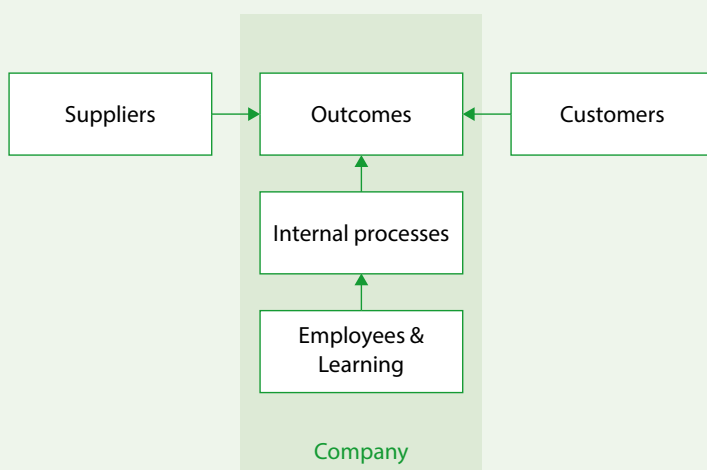 Suppliers
Outcomes
Customers
Internal processes
Employees &
Learning
Company